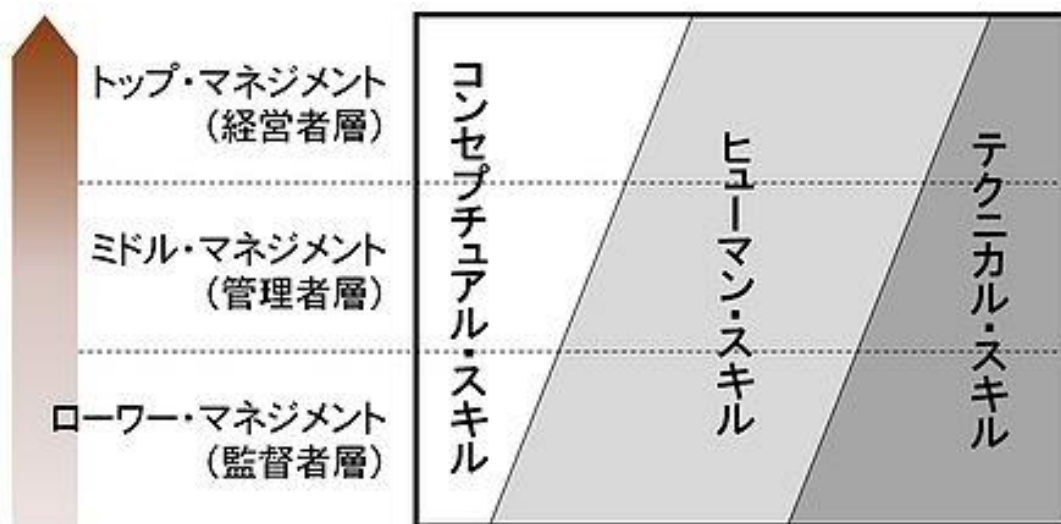 トップ・マネジメント
（経営者層）
ミドル・マネジメント
（管理者層）
ローワー・マネジメント
（監督者層）
コンセプチュアル・スキル
ヒューマン・スキル
テクニカル・スキル